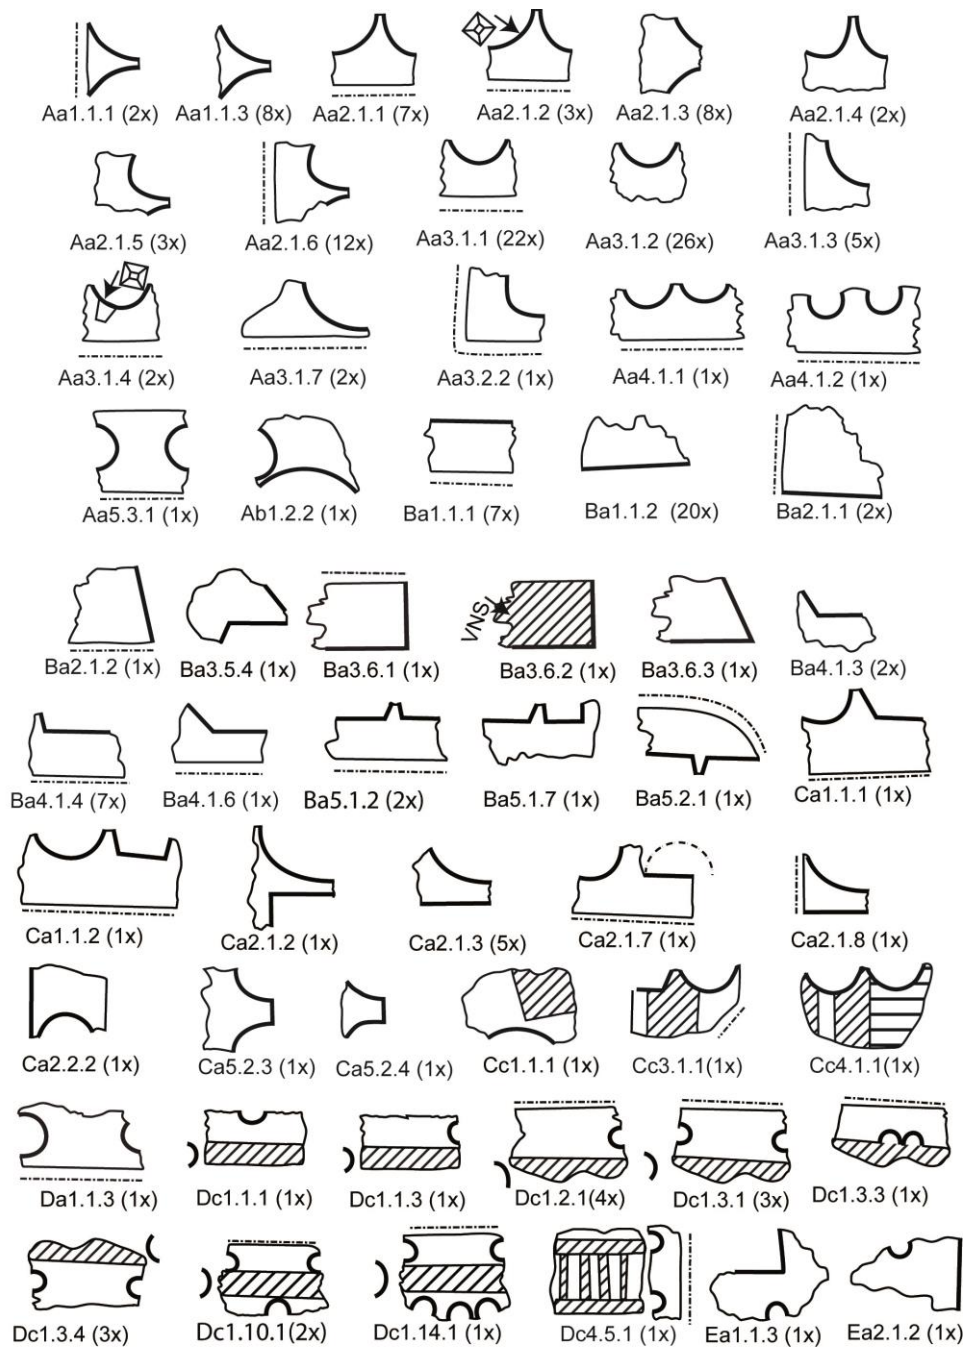 Aa1.1.1 (2x) Aa1.1.3 (8x) Aa2.1.1 (7x) Aa2.1.2 (3x) Aa2.1.3 (8x) Aa2.1.4 (2x)
Aa2.1.5 (3x) Aa2.1.6 (12x) Aa3.1.1 (22x) Aa3.1.2 (26x) Aa3.1.3 (5x)
Aa3.1.4 (2x) Aa3.1.7 (2x) Aa3.2.2 (1x) Aa4.1.1 (1x) Aa4.1.2 (1x)
Aa5.3.1 (1x) Ab1.2.2 (1x) Ba1.1.1 (7x) Ba1.1.2 (20x) Ba2.1.1 (2x)
VNSI
Ba2.1.2 (1x) Ba3.5.4 (1x) Ba3.6.1 (1x) Ba3.6.2 (1x) Ba3.6.3 (1x) Ba4.1.3 (2x)
Ba4.1.4 (7x) Ba4.1.6 (1x) Ba5.1.2 (2x) Ba5.1.7 (1x) Ba5.2.1 (1x) Ca1.1.1 (1x)
Ca1.1.2 (1x) Ca2.1.2 (1x) Ca2.1.3 (5x) Ca2.1.7 (1x) Ca2.1.8 (1x)
Ca2.2.2 (1x) Ca5.2.3 (1x) Ca5.2.4 (1x) Cc1.1.1 (1x) Cc3.1.1(1x) Cc4.1.1(1x)
Da1.1.3 (1x) Dc1.1.1 (1x) Dc1.1.3 (1x) Dc1.2.1(4x) Dc1.3.1 (3x) Dc1.3.3 (1x)
Dc1.3.4 (3x) Dc1.10.1(2x) Dc1.14.1 (1x) Dc4.5.1 (1x) Ea1.1.3 (1x) Ea2.1.2 (1x)